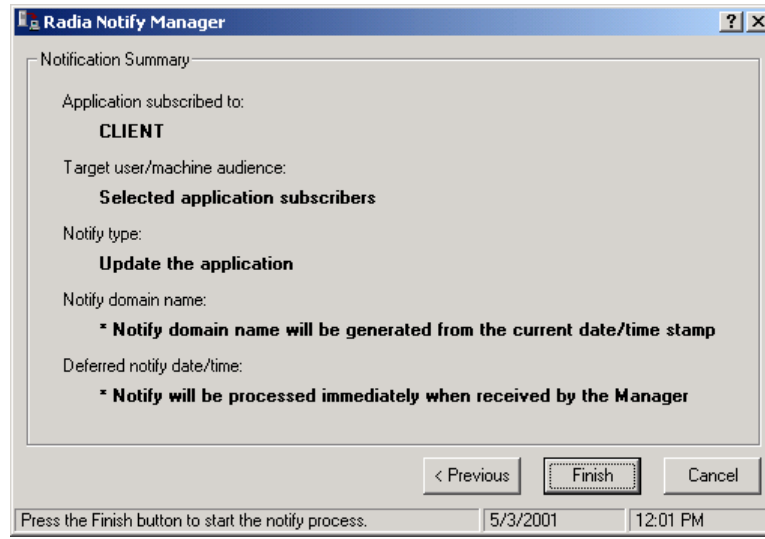 Radia Notify Manager
Notification Summary
Application subscribed to:
CLIENT
Target user/machine audience:
Selected application subscribers
Notify type:
Update the application
Notify domain name:
* Notify domain name will be generated from the current date/time stamp
Deferred notify date/time:
* Notify will be processed immediately when received by the Manager
< Previous
Finish
Cancel
Press the Finish button to start the notify process.
5/3/2001
12:01 PM